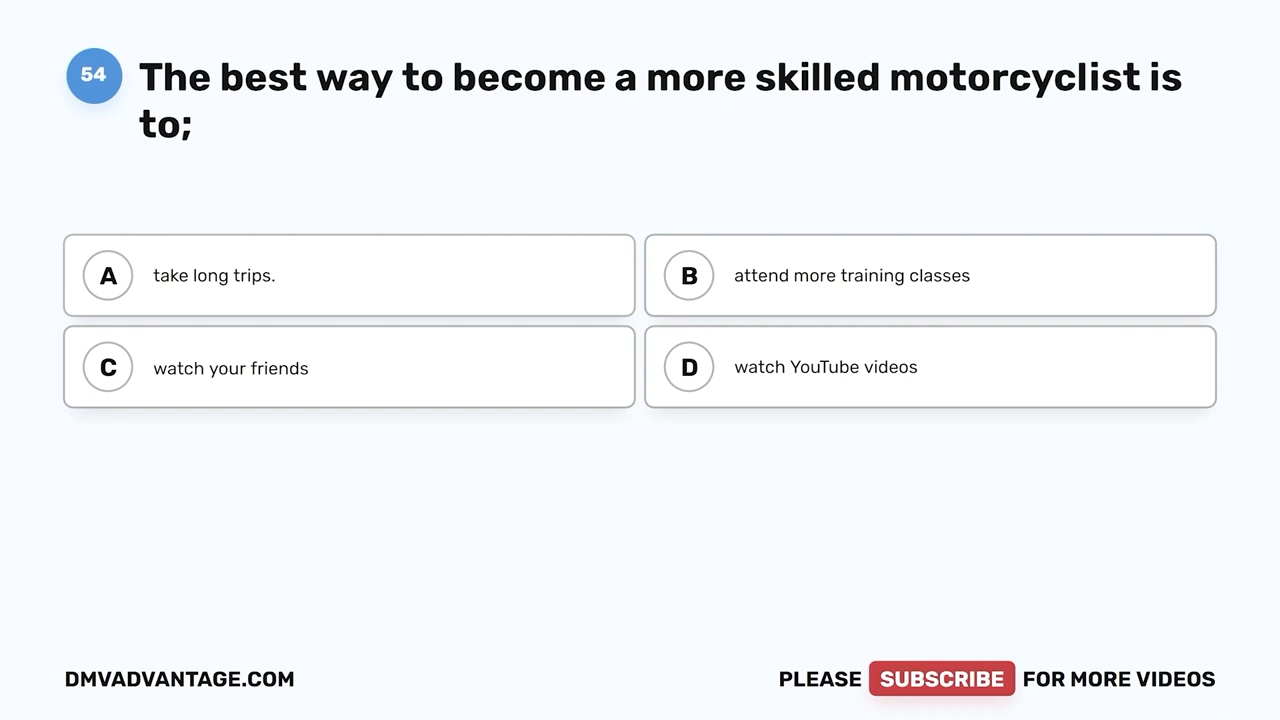 54
The best way to become a more skilled motorcyclist is
to;
A
take long trips.
B
attend more training classes
C
watch your friends
D
watch YouTube videos
DMVADVANTAGE.COM
PLEASE SUBSCRIBE FOR MORE VIDEOS